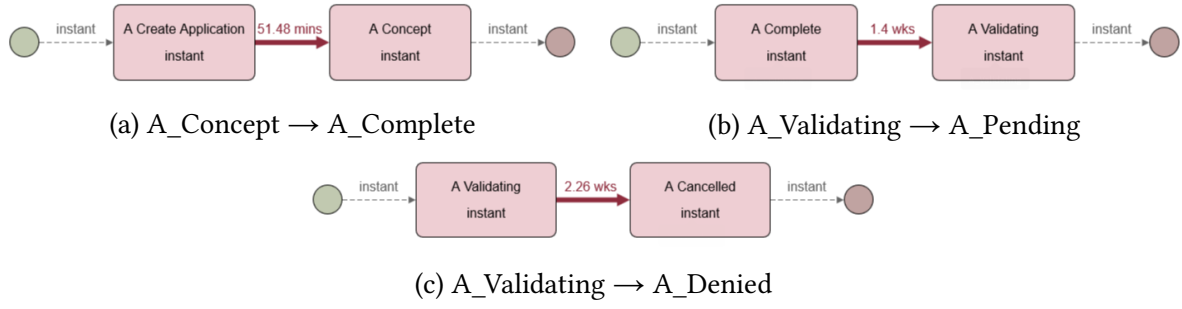 instant
A Create Application
instant
51.48 mins
A Concept
instant
instant
instant
A Complete
instant
1.4 wks
A Validating
instant
instant
(a) A_Concept → A_Complete
(b) A_Validating → A_Pending
instant
A Validating
instant
2.26 wks
A Cancelled
instant
instant
(c) A_Validating → A_Denied